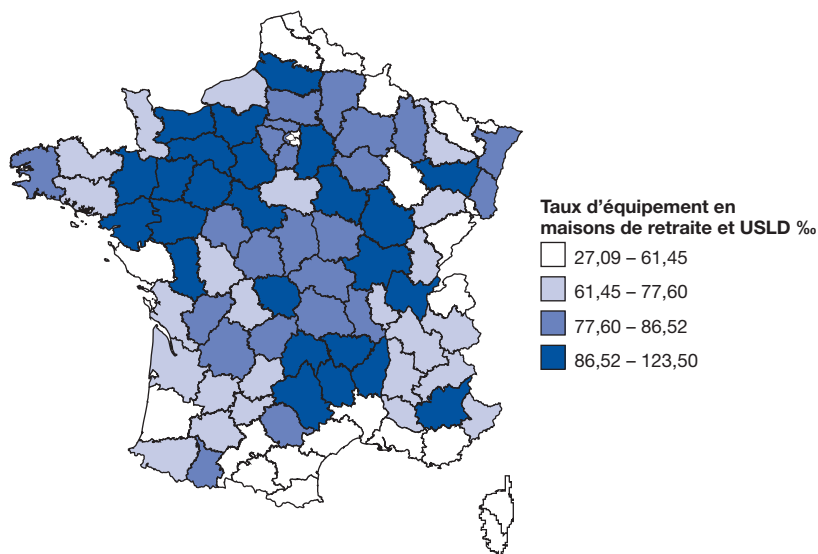 Taux d'équipement en
maisons de retraite et USLD ‰
27,09 – 61,45
61,45 – 77,60
77,60 – 86,52
86,52 – 123,50